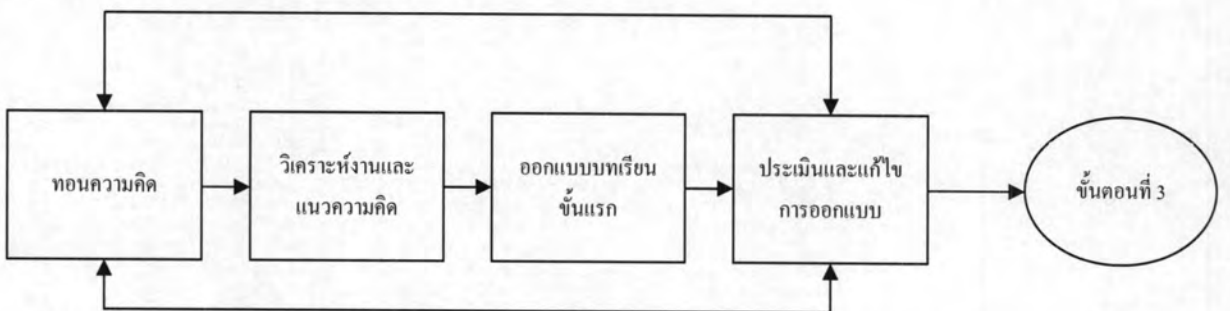 ทอนความคิด
วิเคราะห์งานและ
แนวความคิด
ออกแบบบทเรียน
ขั้นแรก
ประเมินและแก้ไข
การออกแบบ
ขั้นตอนที่ 3